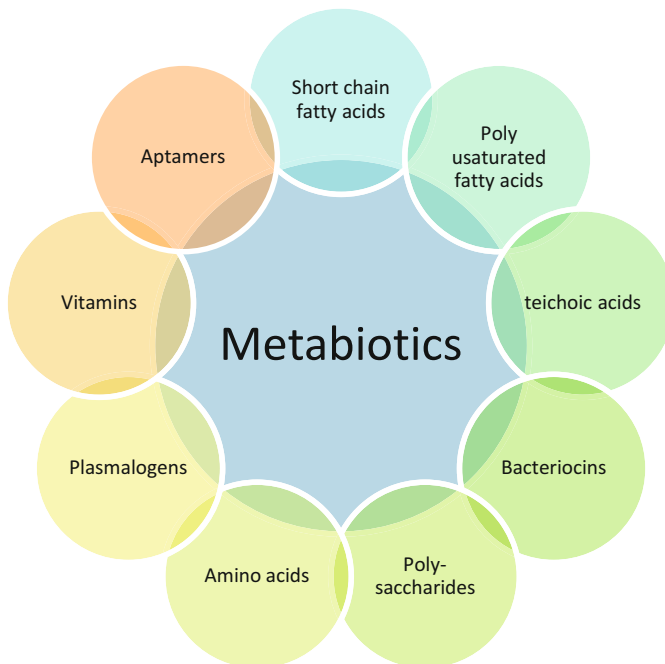 Short chain
fatty acids
Poly
usaturated
fatty acids
teichoic acids
Bacteriocins
Poly-
saccharides
Amino acids
Plasmalogens
Vitamins
Aptamers
Metabiotics